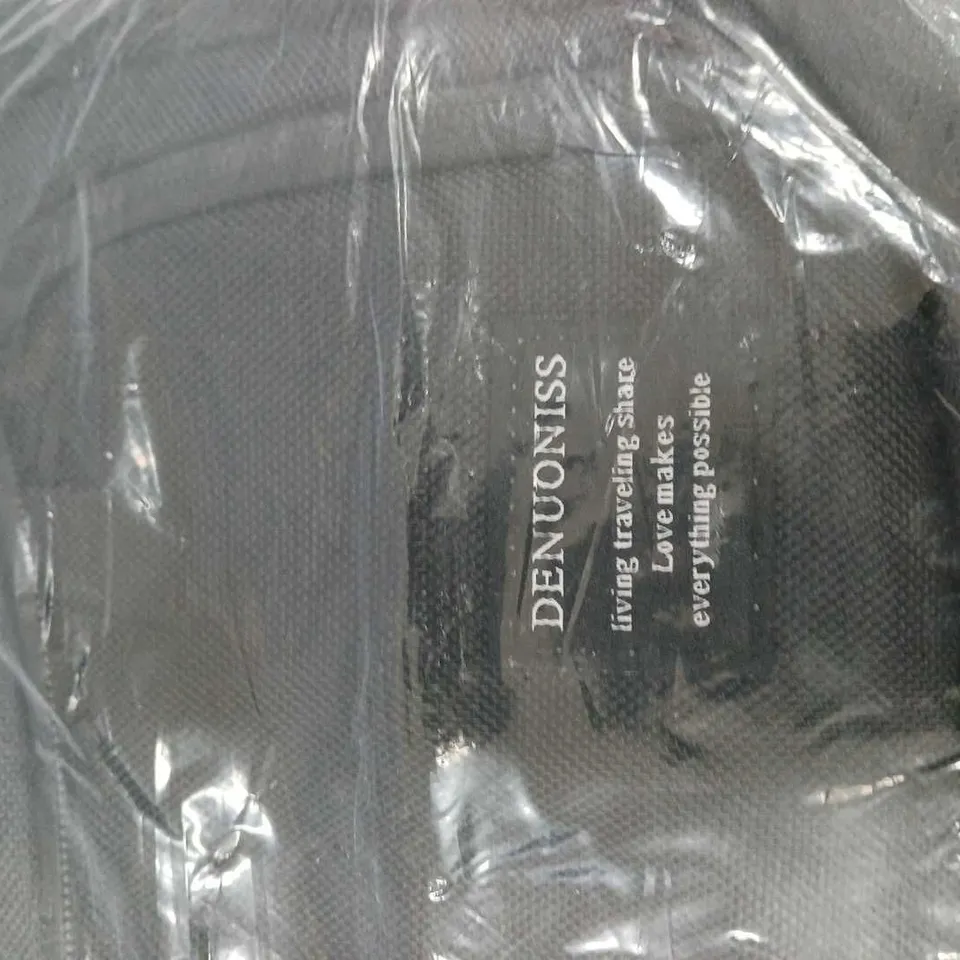 DENUONISS
living traveling share
Love makes
everything possible